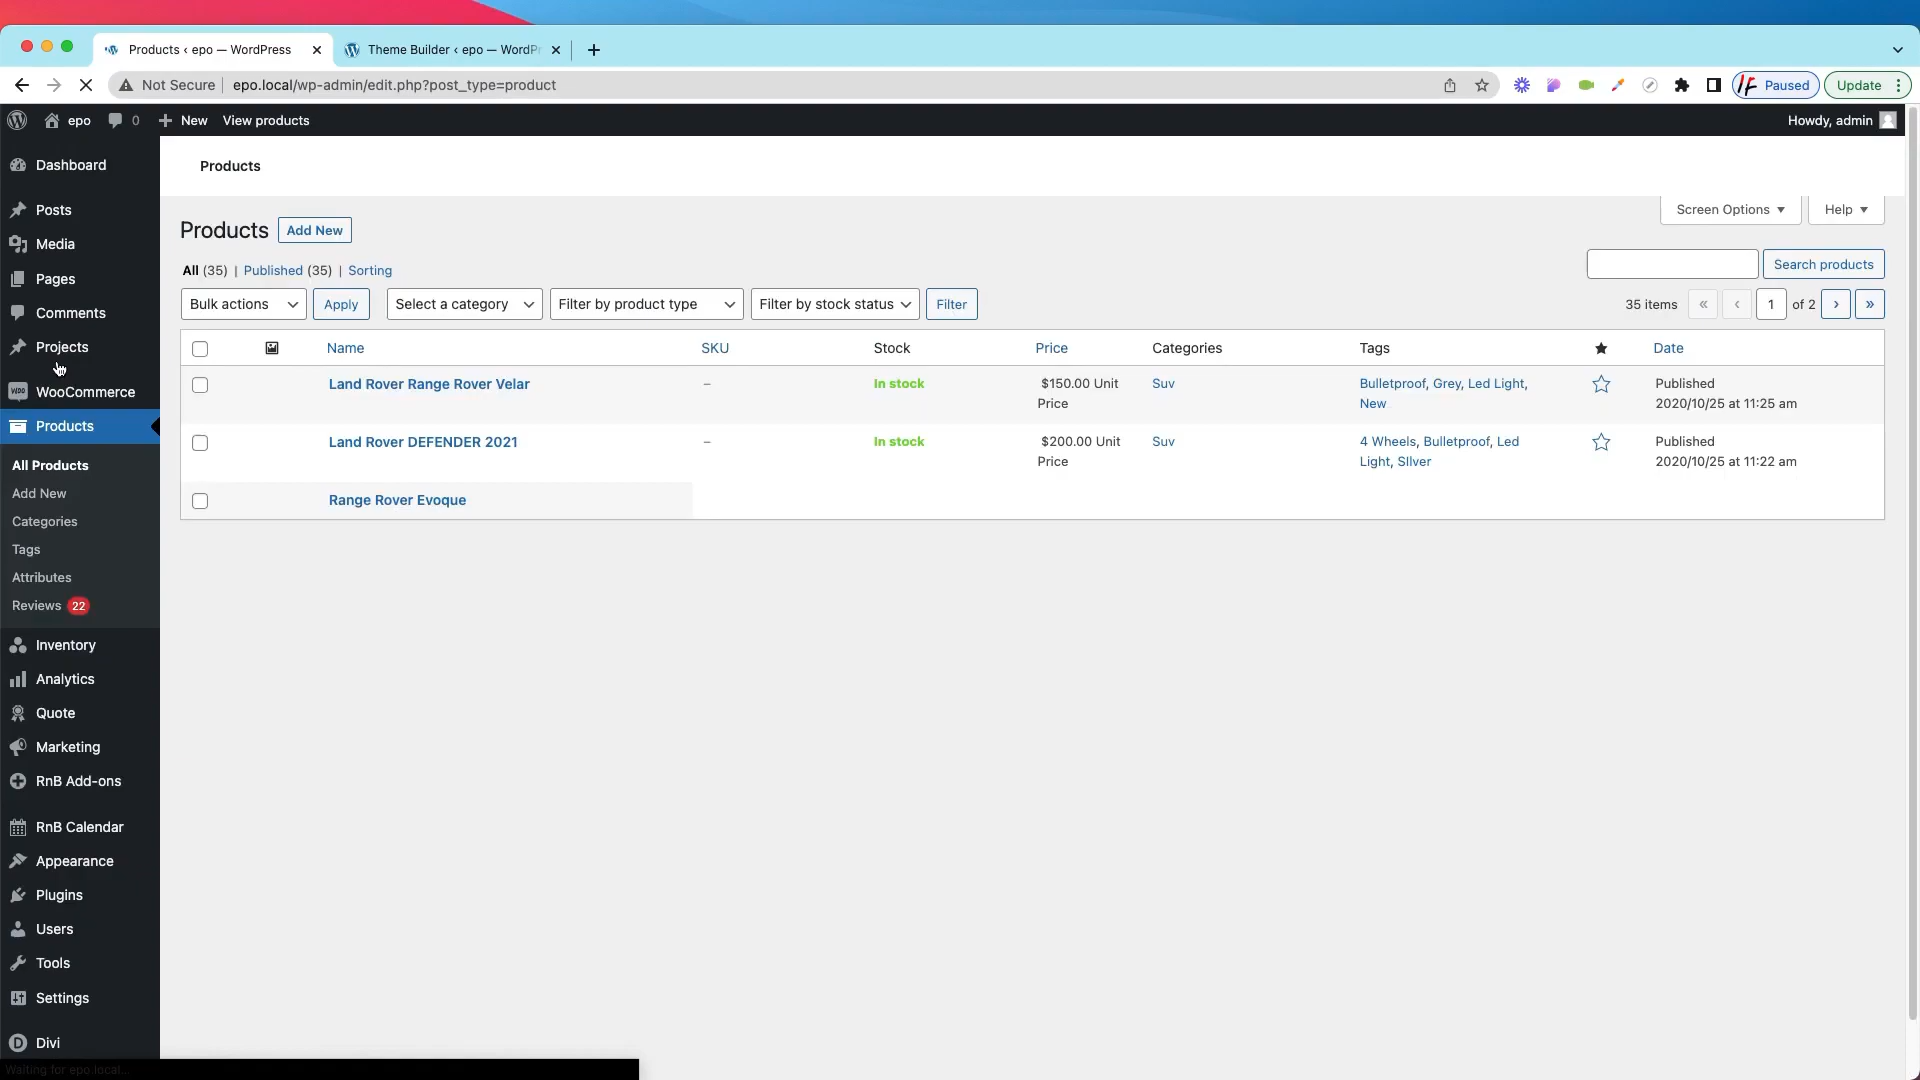 Products ‹ epo — WordPress
Theme Builder ‹ epo — WordPr
Not Secure
epo.local/wp-admin/edit.php?post_type=product
Paused
Update
epo
0
New
View products
Howdy, admin
Dashboard
Posts
Media
Pages
Comments
Projects
WooCommerce
Products
All Products
Add New
Categories
Tags
Attributes
Reviews 22
Inventory
Analytics
Quote
Marketing
RnB Add-ons
RnB Calendar
Appearance
Plugins
Users
Tools
Settings
Divi
Waiting for epo.local...
Products
Screen Options
Help
Products
Add New
All (35) | Published (35) | Sorting
Search products
Bulk actions
Apply
Select a category
Filter by product type
Filter by stock status
Filter
35 items
«
‹
1
of 2
›
»
Name
SKU
Stock
Price
Categories
Tags
Date
Land Rover Range Rover Velar
–
In stock
$150.00 Unit
Price
Suv
Bulletproof, Grey, Led Light,
New
Published
2020/10/25 at 11:25 am
Land Rover DEFENDER 2021
–
In stock
$200.00 Unit
Price
Suv
4 Wheels, Bulletproof, Led
Light, SIlver
Published
2020/10/25 at 11:22 am
Range Rover Evoque